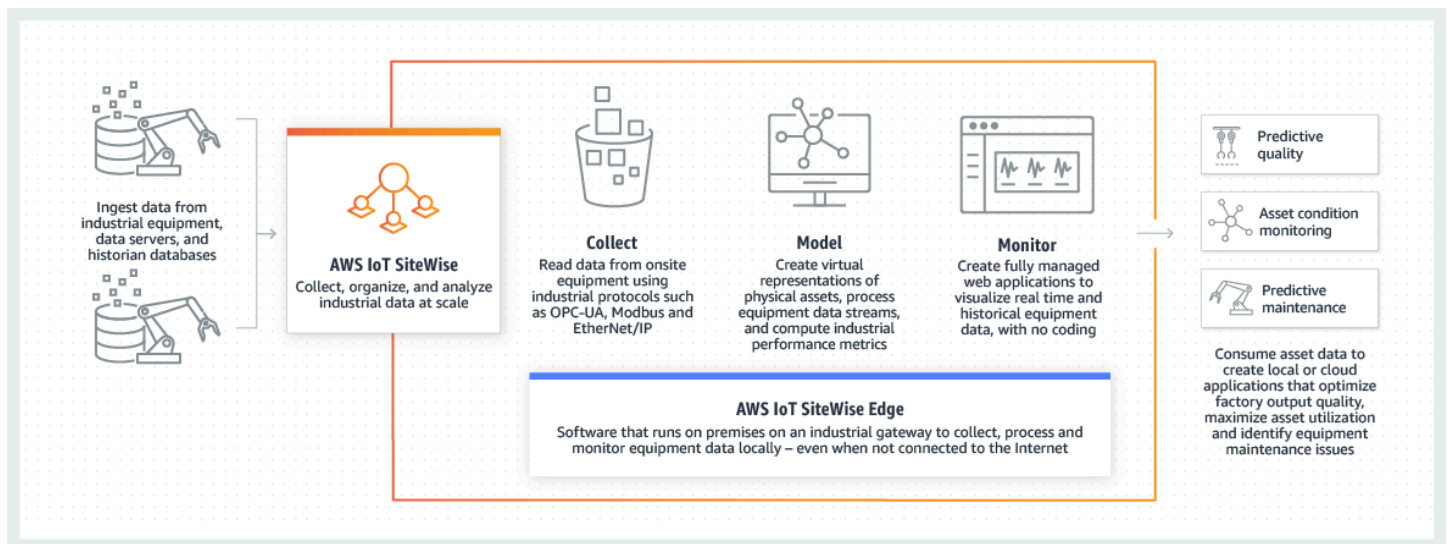 Ingest data from
industrial equipment,
data servers, and
historian databases
AWS IoT SiteWise
Collect, organize, and analyze
industrial data at scale
Collect
Read data from onsite
equipment using
industrial protocols such
as OPC-UA, Modbus and
EtherNet/IP
Model
Create virtual
representations of
physical assets, process
equipment data streams,
and compute industrial
performance metrics
Monitor
Create fully managed
web applications to
visualize real time and
historical equipment
data, with no coding
AWS IoT SiteWise Edge
Software that runs on premises on an industrial gateway to collect, process and
monitor equipment data locally – even when not connected to the Internet
Predictive
quality
Asset condition
monitoring
Predictive
maintenance
Consume asset data to
create local or cloud
applications that optimize
factory output quality,
maximize asset utilization
and identify equipment
maintenance issues